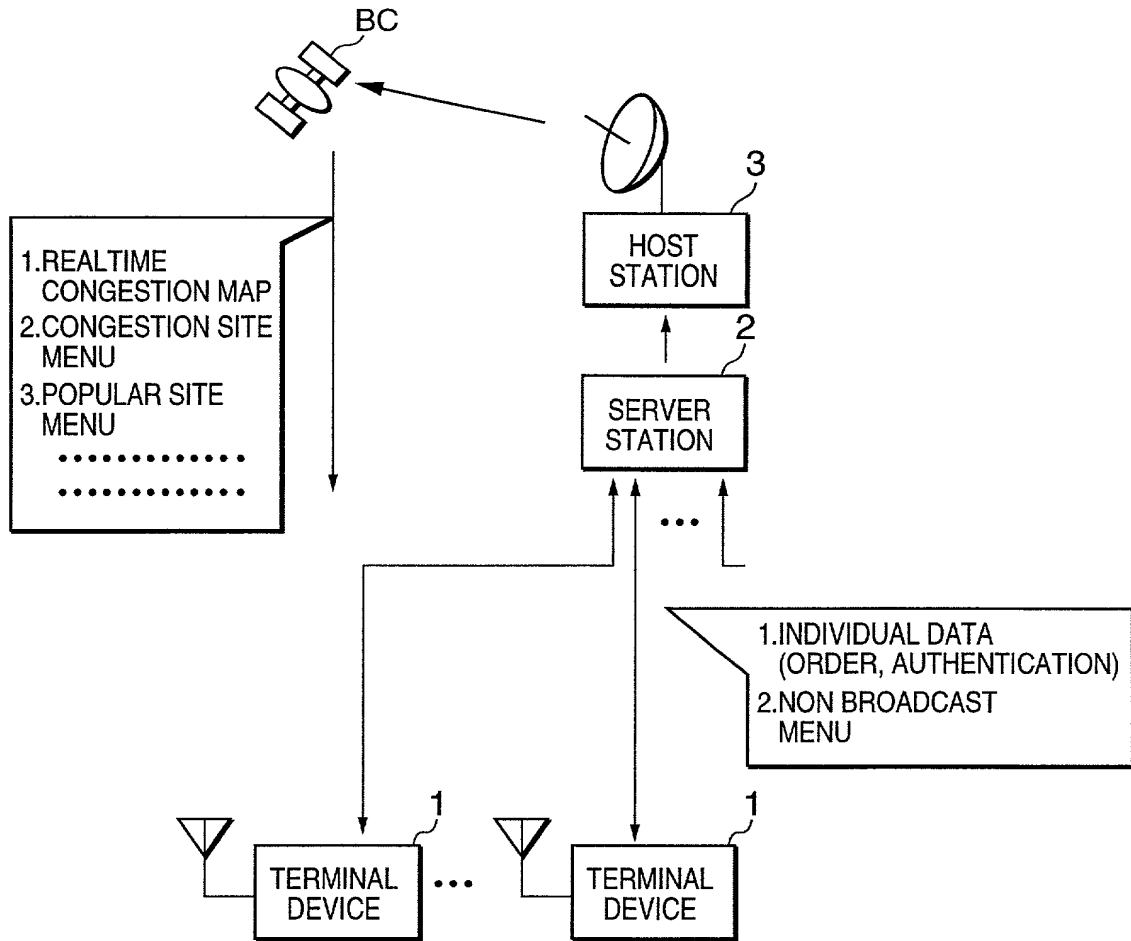 BC
3
HOST
STATION
1.REALTIME
CONGESTION MAP
2.CONGESTION SITE
MENU
3.POPULAR SITE
MENU
2
SERVER
STATION
1.INDIVIDUAL DATA
(ORDER, AUTHENTICATION)
2.NON BROADCAST
MENU
1
TERMINAL
DEVICE
1
TERMINAL
DEVICE